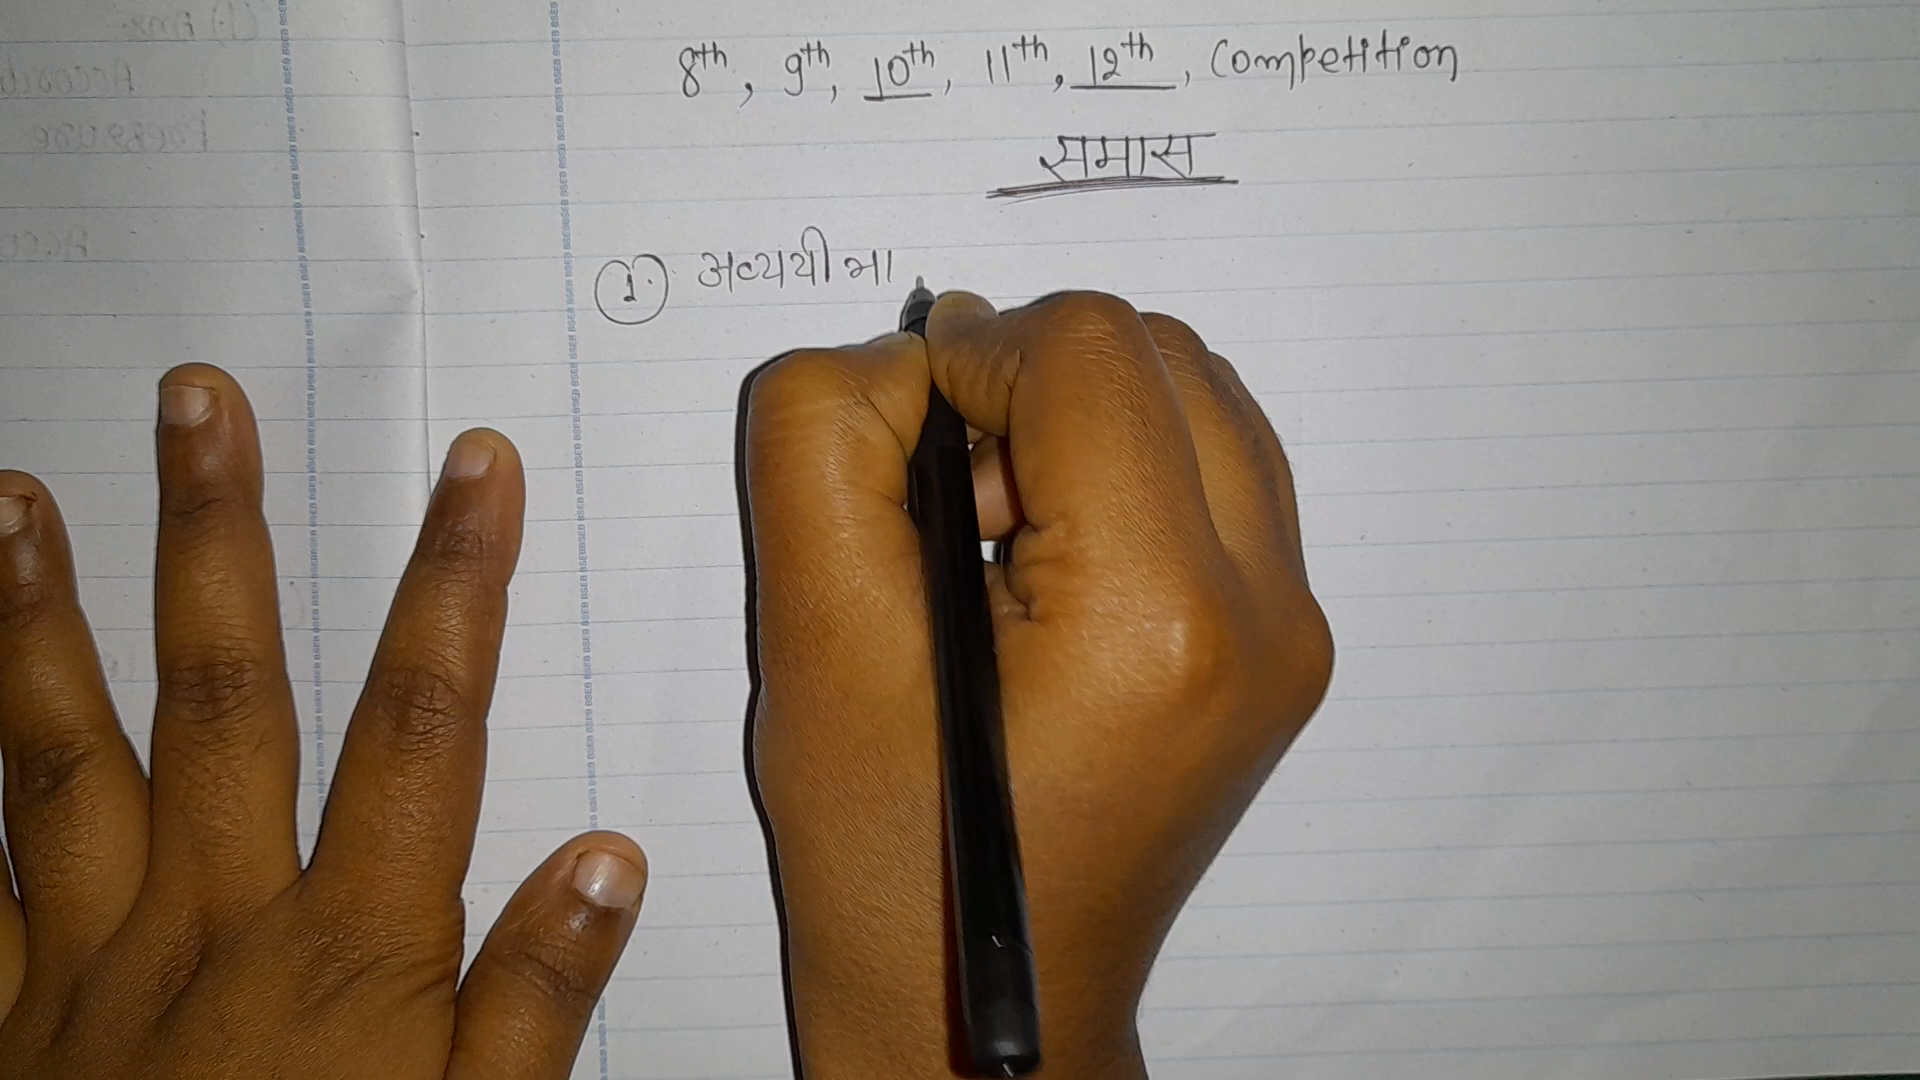 8th, 9th, 10th, 11th, 12th, Competition
समास
1. अव्ययीभा